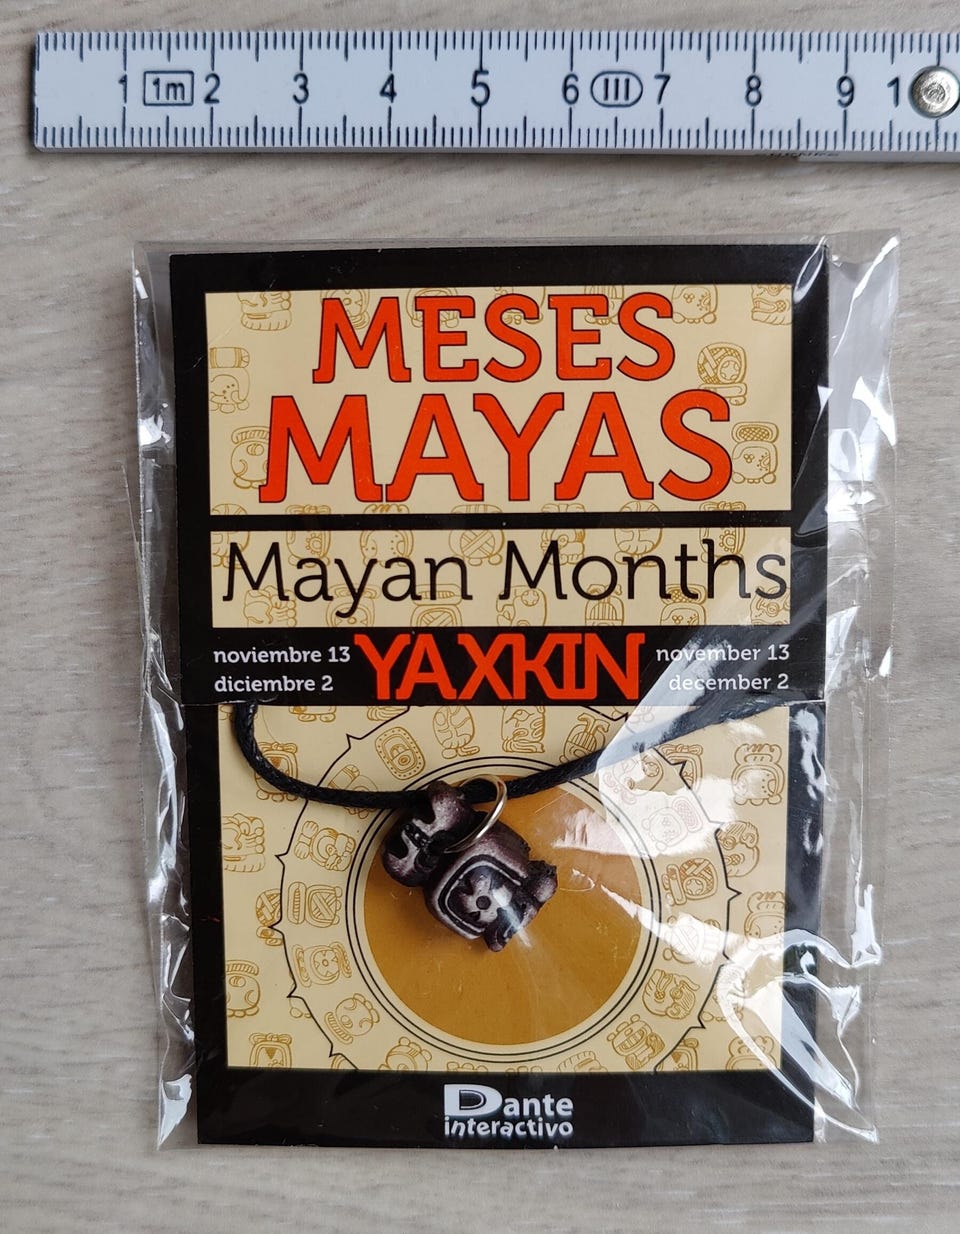 1 1m 2 3 4 5 6 III 7 8 9 1
MESES
MAYAS
Mayan Months
noviembre 13 YAXKIN november 13
diciembre 2 december 2
Dante
interactivo